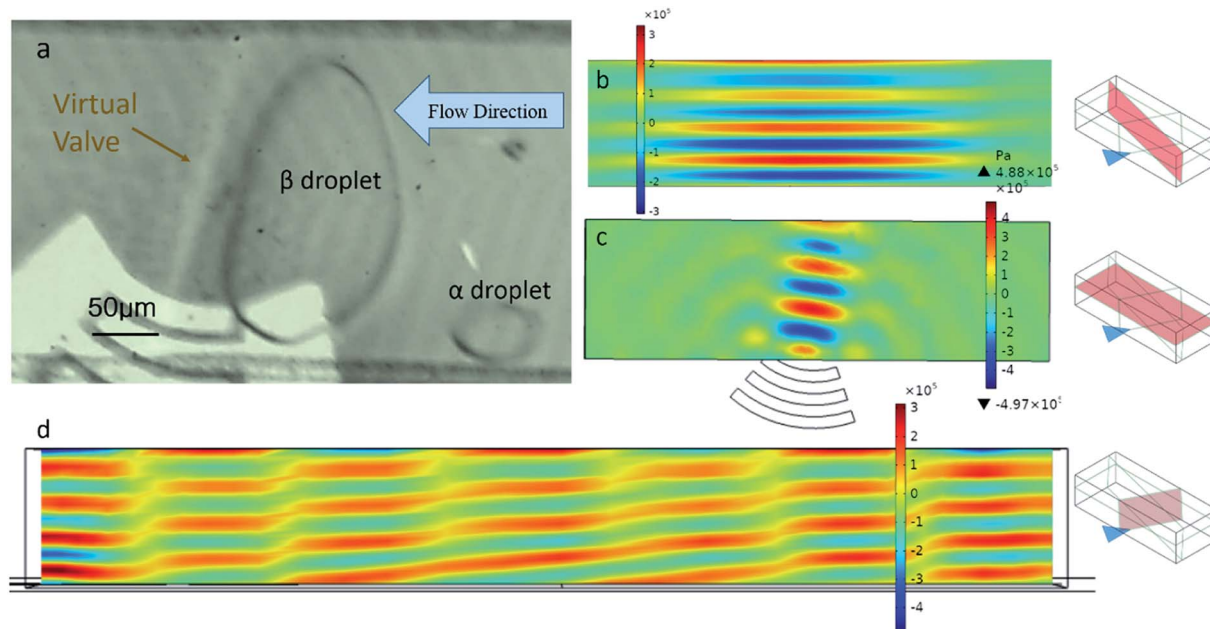 a
Virtual
Valve
Flow Direction
β droplet
α droplet
50μm
b
×10⁵
3
2
1
0
-1
-2
-3
Pa
▲ 4.88×10⁵
×10⁵
c
4
3
2
1
0
-1
-2
-3
-4
▼ -4.97×10⁵
d
×10⁵
3
2
1
0
-1
-2
-3
-4